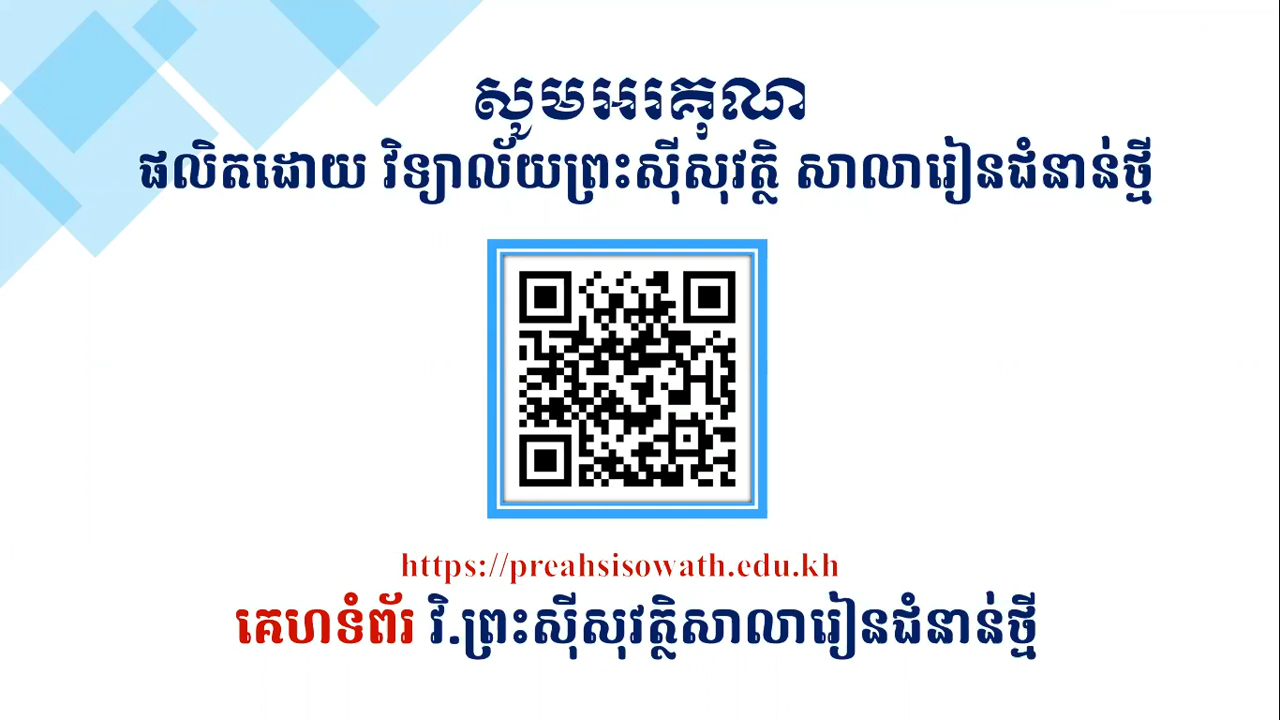 សូមអរគុណ
ផលិតដោយ វិទ្យាល័យព្រះស៊ីសុវត្ថិ សាលារៀនជំនាន់ថ្មី
https://preahsisowath.edu.kh
គេហទំព័រ វិ.ព្រះស៊ីសុវត្ថិសាលារៀនជំនាន់ថ្មី